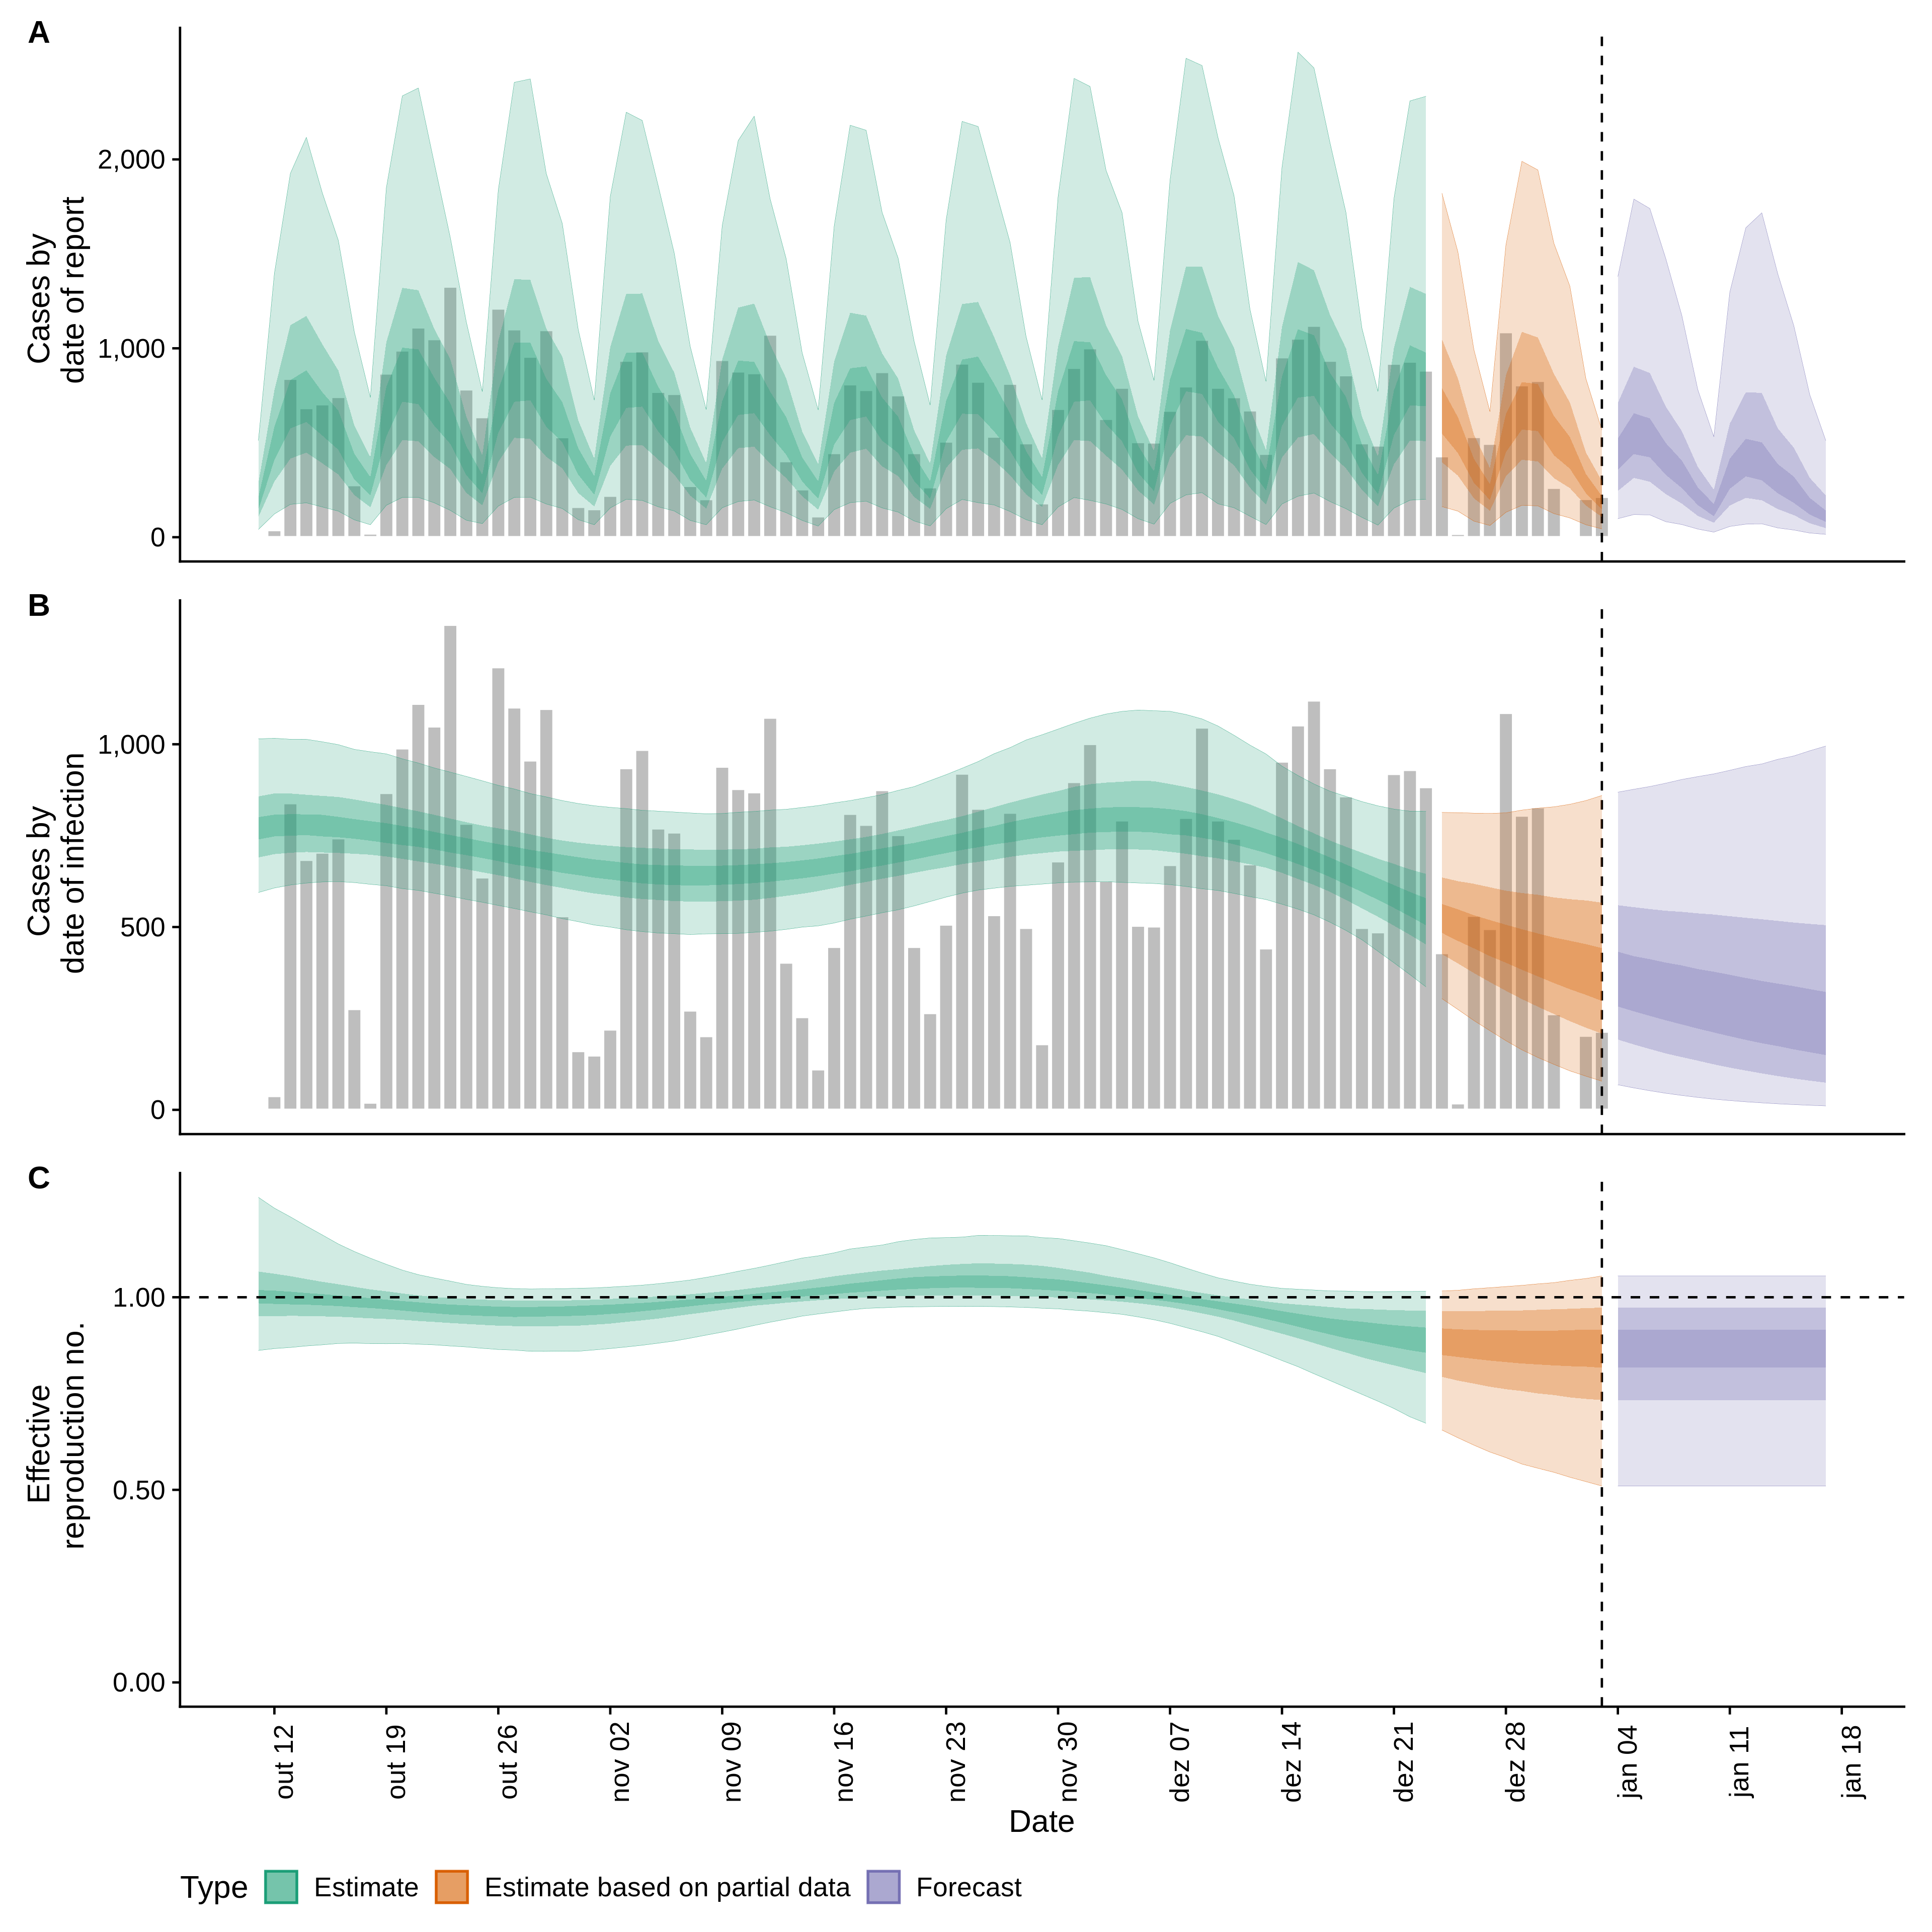 A
Cases by
date of report
2,000
1,000
0
B
Cases by
date of infection
1,000
500
0
C
Effective
reproduction no.
1.00
0.50
0.00
out 12
out 19
out 26
nov 02
nov 09
nov 16
nov 23
nov 30
dez 07
dez 14
dez 21
dez 28
jan 04
jan 11
jan 18
Date
Type
Estimate
Estimate based on partial data
Forecast